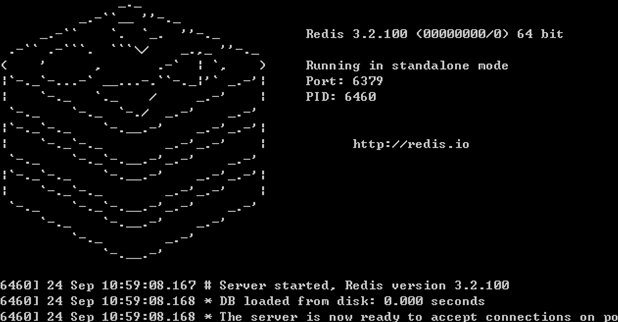 Redis 3.2.100 (00000000/0) 64 bit
Running in standalone mode
Port: 6379
PID: 6460
http://redis.io
6460] 24 Sep 10:59:08.167 # Server started, Redis version 3.2.100
6460] 24 Sep 10:59:08.168 * DB loaded from disk: 0.000 seconds
6460] 24 Sep 10:59:08.168 * The server is now ready to accept connections on po